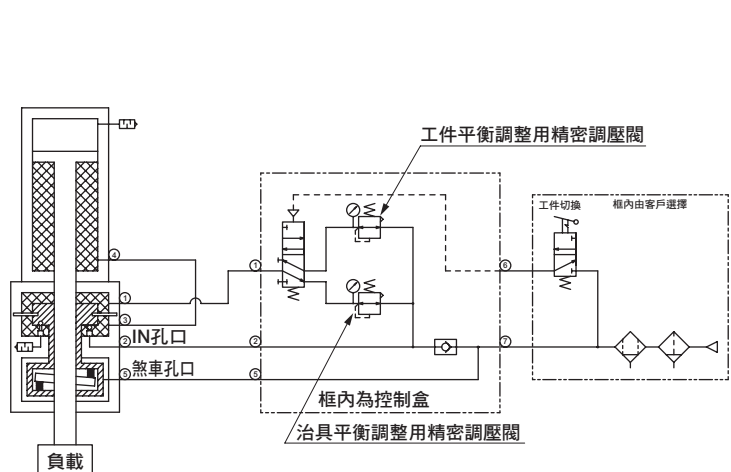 工件平衡調整用精密調壓閥
工件切換
框內由客戶選擇
④
①
①
⑥
③
②
IN孔口
②
⑦
⑤
煞車孔口
⑤
框內為控制盒
治具平衡調整用精密調壓閥
負載